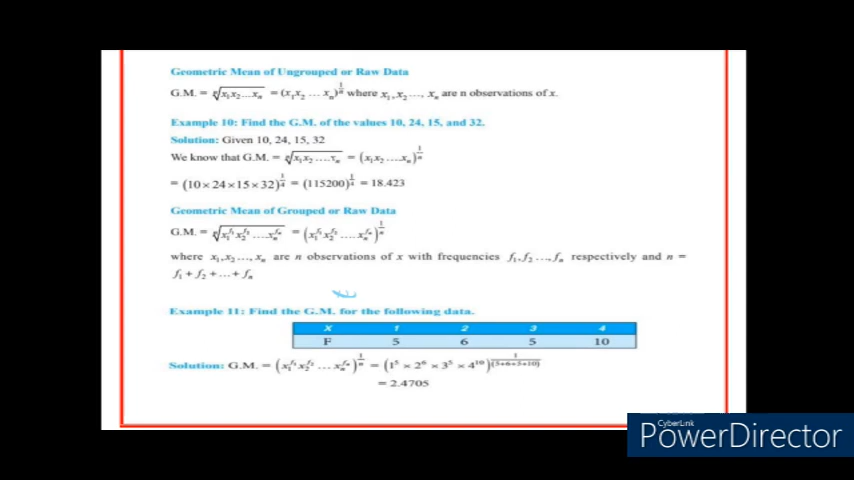 Geometric Mean of Ungrouped or Raw Data
G.M. = ⁿ√(x₁x₂...xₙ) = (x₁x₂ ... xₙ)^(1/n) where x₁,x₂...., xₙ are n observations of x.
Example 10: Find the G.M. of the values 10, 24, 15, and 32.
Solution: Given 10, 24, 15, 32
We know that G.M. = ⁿ√(x₁x₂....xₙ) = (x₁x₂....xₙ)^(1/n)
= (10×24×15×32)^(1/4) = (115200)^(1/4) = 18.423
Geometric Mean of Grouped or Raw Data
G.M. = ⁿ√(x₁^f₁ x₂^f₂ ....xₙ^fₙ) = (x₁^f₁ x₂^f₂ ....xₙ^fₙ)^(1/n)
where x₁,x₂..., xₙ are n observations of x with frequencies f₁,f₂ ...,fₙ respectively and n =
f₁ + f₂ + ...+ fₙ
Example 11: Find the G.M. for the following data.
X 1 2 3 4
F 5 6 5 10
Solution: G.M. = (x₁^f₁ x₂^f₂ ...xₙ^fₙ)^(1/n) = (1⁵ × 2⁶ × 3⁵ × 4¹⁰)^(1/(5+6+5+10))
= 2.4705
CyberLink
PowerDirector